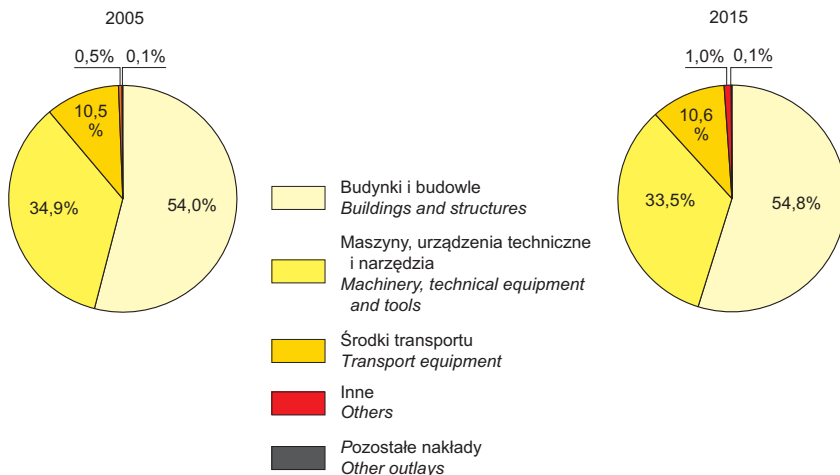 2005
0,5% 0,1%
10,5
%
34,9%
54,0%
2015
1,0% 0,1%
10,6
%
33,5%
54,8%
Budynki i budowle
Buildings and structures
Maszyny, urządzenia techniczne
i narzędzia
Machinery, technical equipment
and tools
Środki transportu
Transport equipment
Inne
Others
Pozostałe nakłady
Other outlays